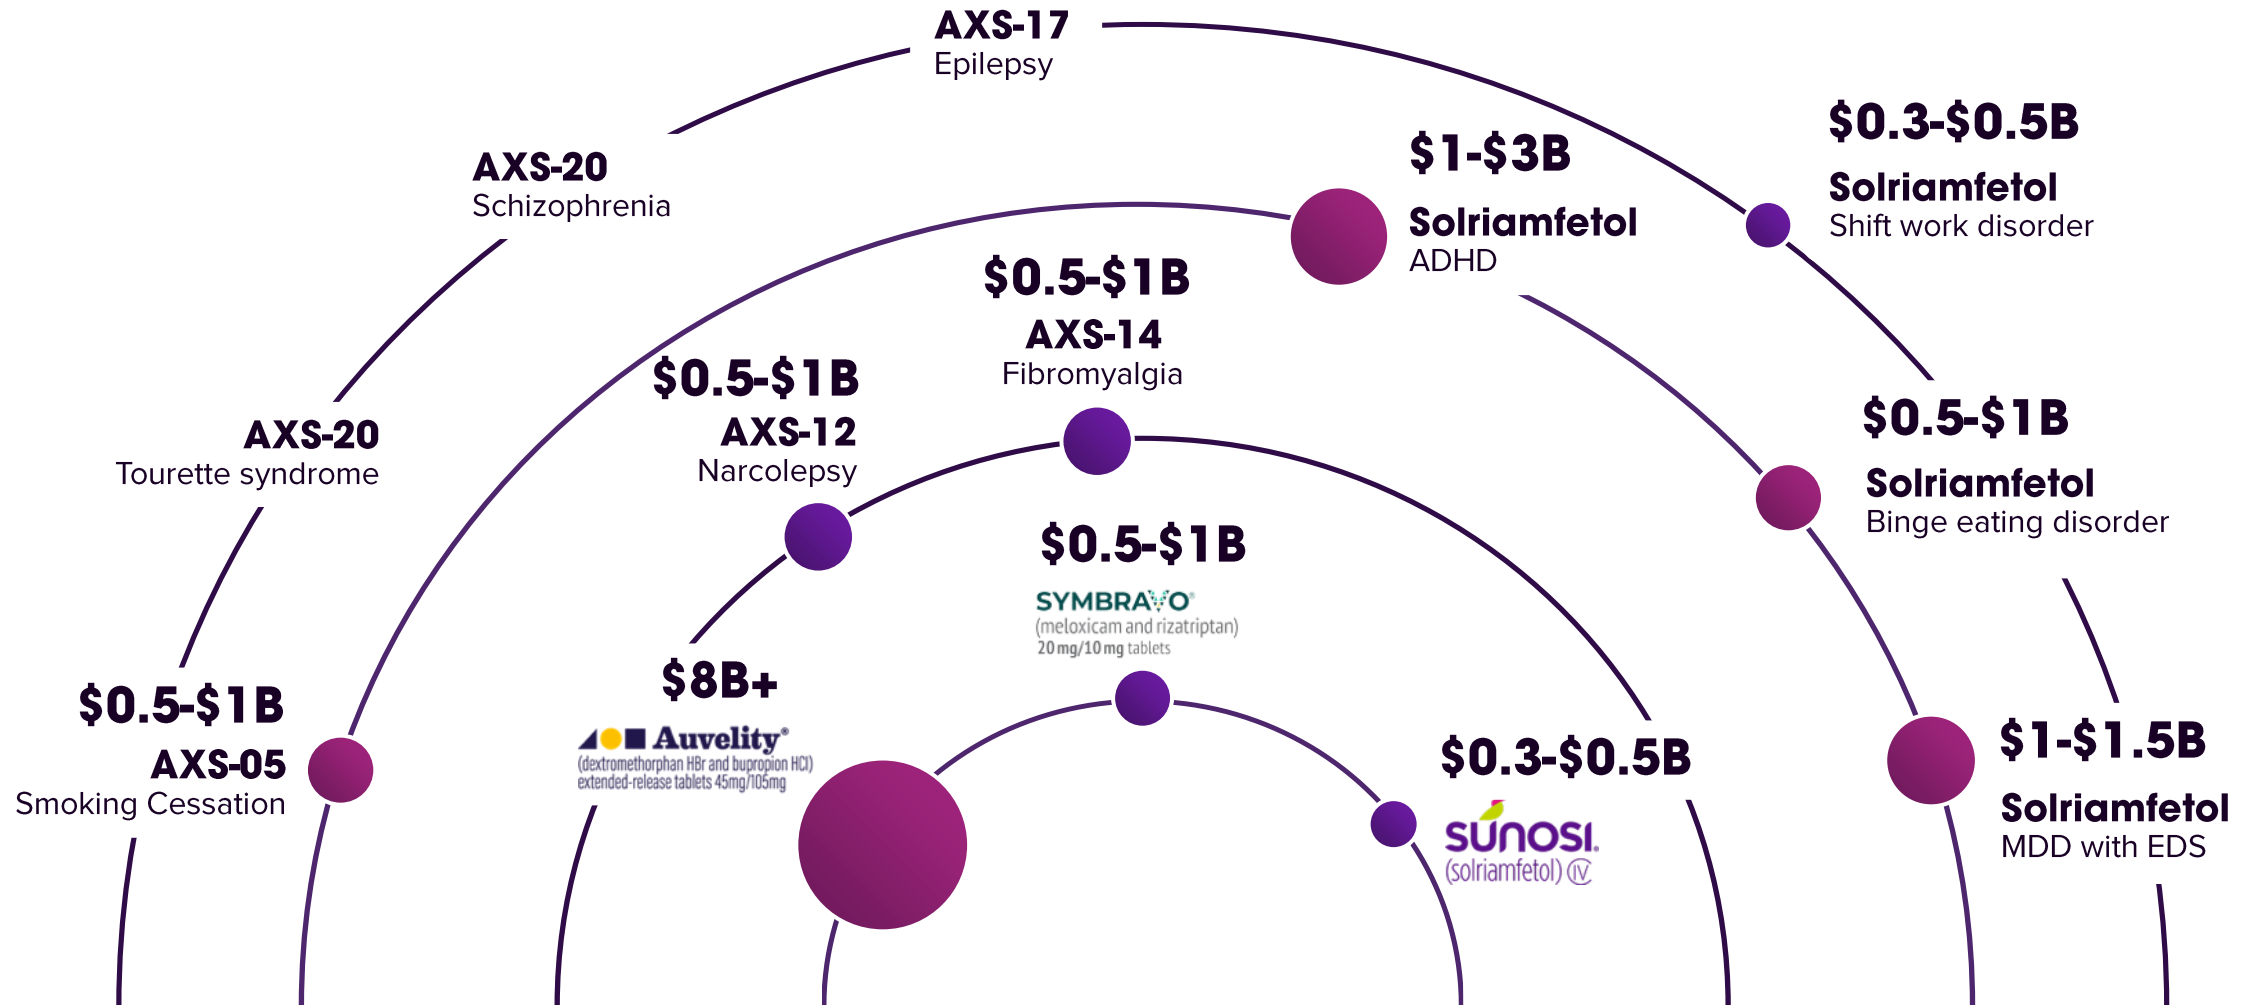 AXS-17
Epilepsy
$0.3-$0.5B
Solriamfetol
Shift work disorder
$1-$3B
Solriamfetol
ADHD
AXS-20
Schizophrenia
$0.5-$1B
AXS-14
Fibromyalgia
$0.5-$1B
AXS-12
Narcolepsy
$0.5-$1B
Solriamfetol
Binge eating disorder
AXS-20
Tourette syndrome
$0.5-$1B
SYMBRAVO®
(meloxicam and rizatriptan)
20 mg/10 mg tablets
$8B+
Auvelity®
(dextromethorphan HBr and bupropion HCl)
extended-release tablets 45mg/105mg
$0.5-$1B
AXS-05
Smoking Cessation
$0.3-$0.5B
sunosi.
(solriamfetol) CIV
$1-$1.5B
Solriamfetol
MDD with EDS